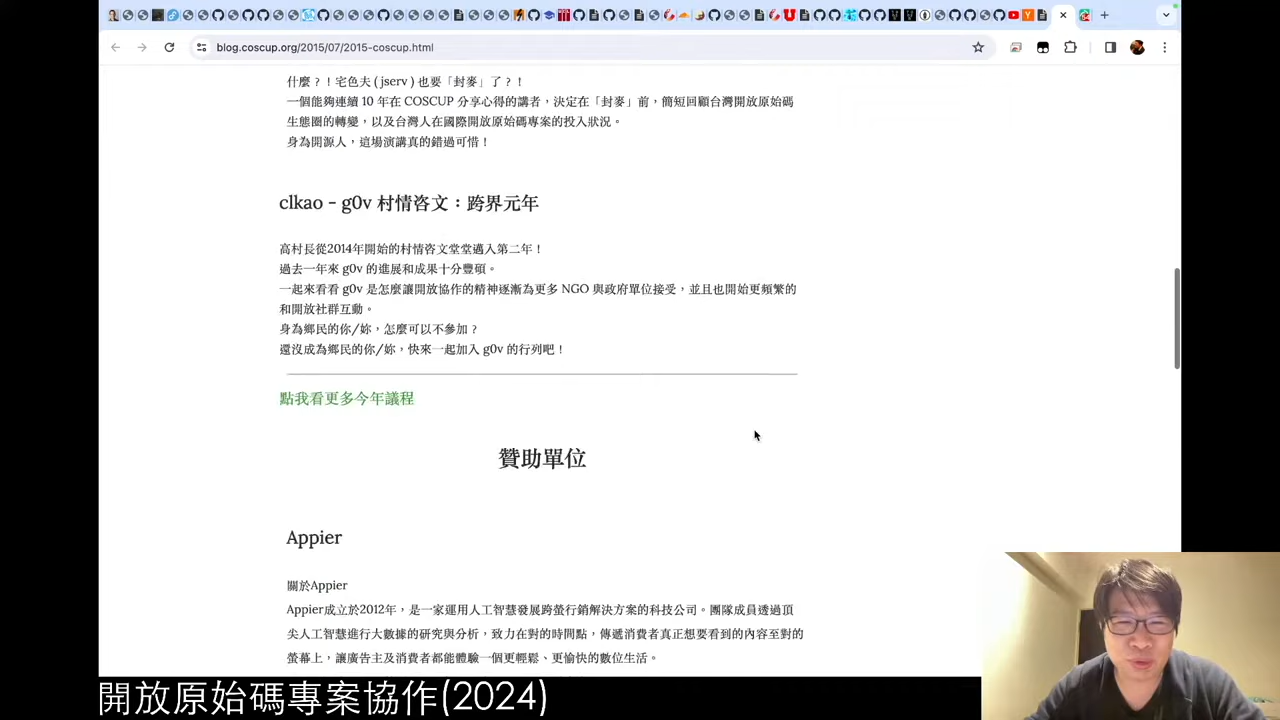 blog.coscup.org/2015/07/2015-coscup.html
什麼？！宅色夫 (jserv) 也要「封麥」了？！
一個能夠連續 10 年在 COSCUP 分享心得的講者，決定在「封麥」前，簡短回顧台灣開放原始碼
生態圈的轉變，以及台灣人在國際開放原始碼專案的投入狀況。
身為開源人，這場演講真的錯過可惜！
clkao - g0v 村情咨文：跨界元年
高村長從2014年開始的村情咨文堂堂邁入第二年！
過去一年來 g0v 的進展和成果十分豐碩。
一起來看看 g0v 是怎麼讓開放協作的精神逐漸為更多 NGO 與政府單位接受，並且也開始更頻繁的
和開放社群互動。
身為鄉民的你/妳，怎麼可以不參加？
還沒成為鄉民的你/妳，快來一起加入 g0v 的行列吧！
點我看更多今年議程
贊助單位
Appier
關於Appier
Appier成立於2012年，是一家運用人工智慧發展跨螢行銷解決方案的科技公司。團隊成員透過頂
尖人工智慧進行大數據的研究與分析，致力在對的時間點，傳遞消費者真正想要看到的內容至對的
螢幕上，讓廣告主及消費者都能體驗一個更輕鬆、更愉快的數位生活。
開放原始碼專案協作(2024)